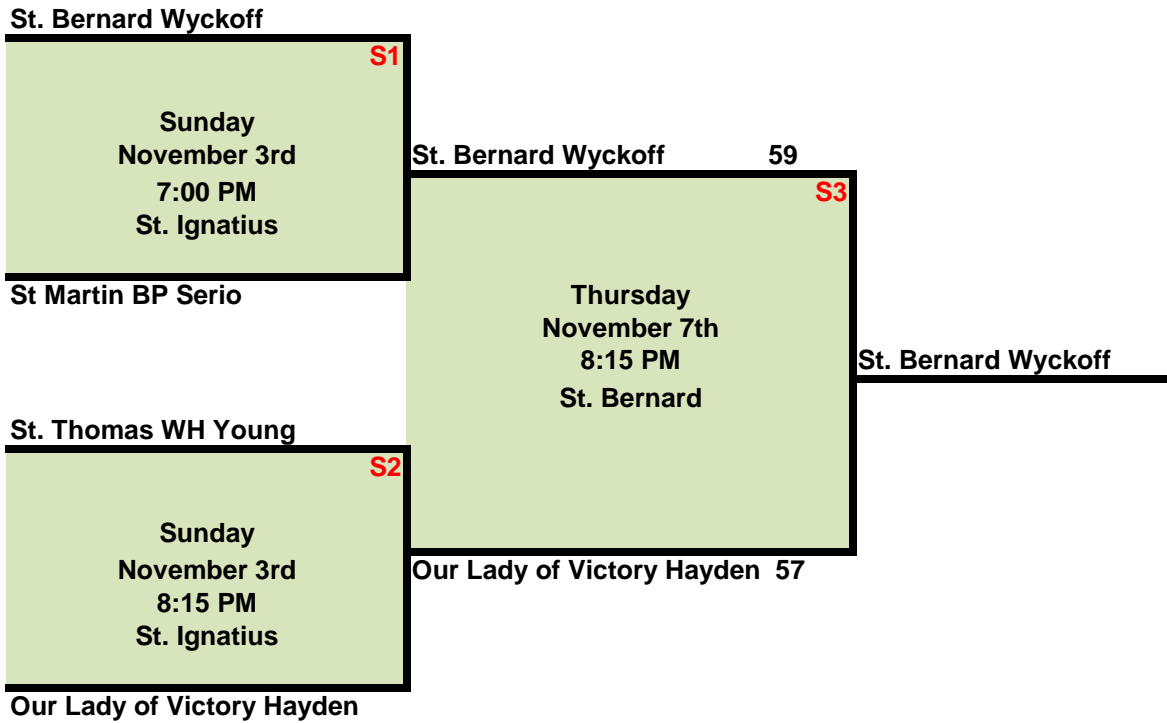 St. Bernard Wyckoff
S1
Sunday
November 3rd
7:00 PM
St. Ignatius
St Martin BP Serio
St. Bernard Wyckoff 59
S3
Thursday
November 7th
8:15 PM
St. Bernard
St. Bernard Wyckoff
St. Thomas WH Young
S2
Sunday
November 3rd
8:15 PM
St. Ignatius
Our Lady of Victory Hayden 57
Our Lady of Victory Hayden